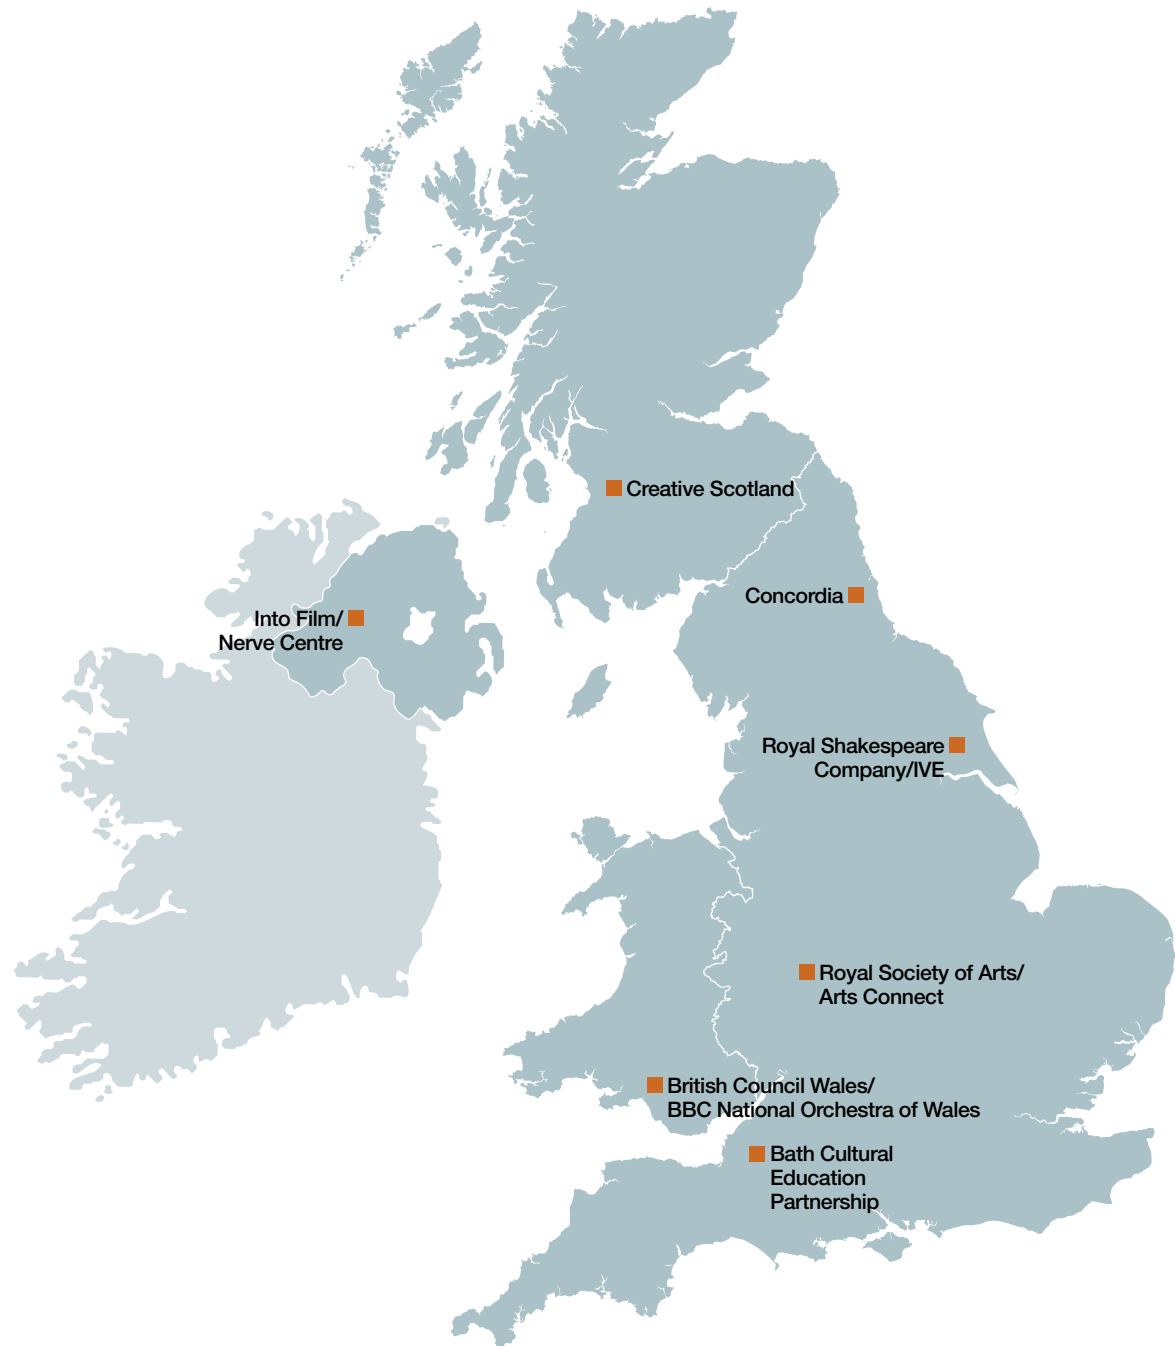 Creative Scotland
Concordia
Into Film/
Nerve Centre
Royal Shakespeare
Company/IVE
Royal Society of Arts/
Arts Connect
British Council Wales/
BBC National Orchestra of Wales
Bath Cultural
Education
Partnership